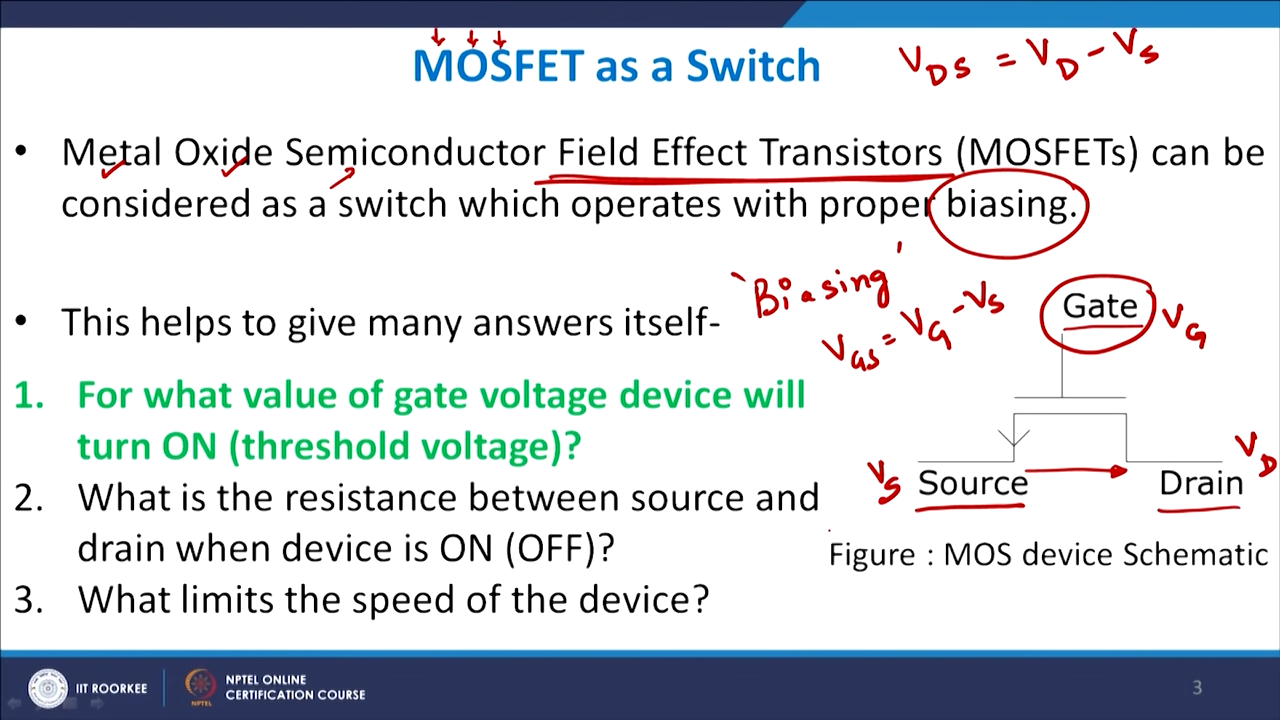 MOSFET as a Switch
V_DS = V_D - V_S
• Metal Oxide Semiconductor Field Effect Transistors (MOSFETs) can be
considered as a switch which operates with proper biasing.
'Biasing'
V_GS = V_G - V_S
• This helps to give many answers itself-
1. For what value of gate voltage device will
turn ON (threshold voltage)?
2. What is the resistance between source and
drain when device is ON (OFF)?
3. What limits the speed of the device?
Gate V_G
V_S Source
Drain V_D
Figure : MOS device Schematic
IIT ROORKEE
NPTEL
NPTEL ONLINE
CERTIFICATION COURSE
3